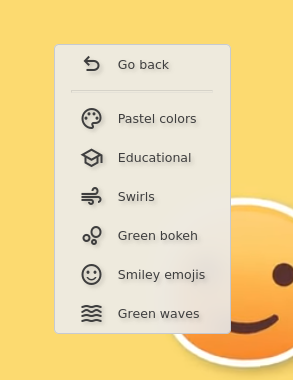 Go back
Pastel colors
Educational
Swirls
Green bokeh
Smiley emojis
Green waves